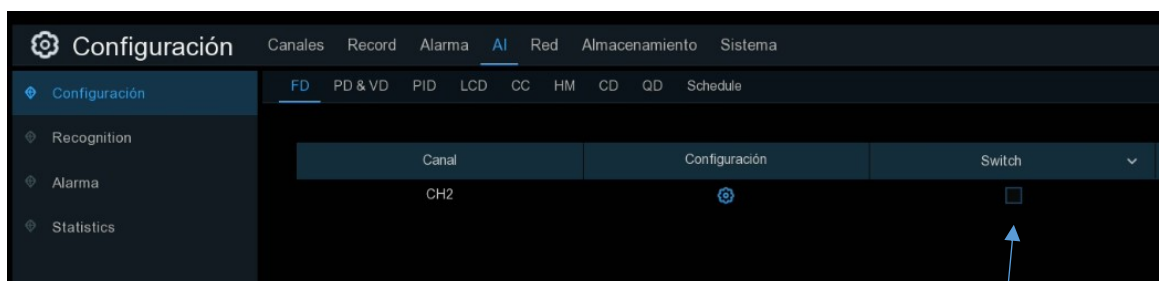 Configuración
Canales Record Alarma AI Red Almacenamiento Sistema
Configuración
FD PD & VD PID LCD CC HM CD QD Schedule
Recognition
Canal Configuración Switch
Alarma
CH2
Statistics